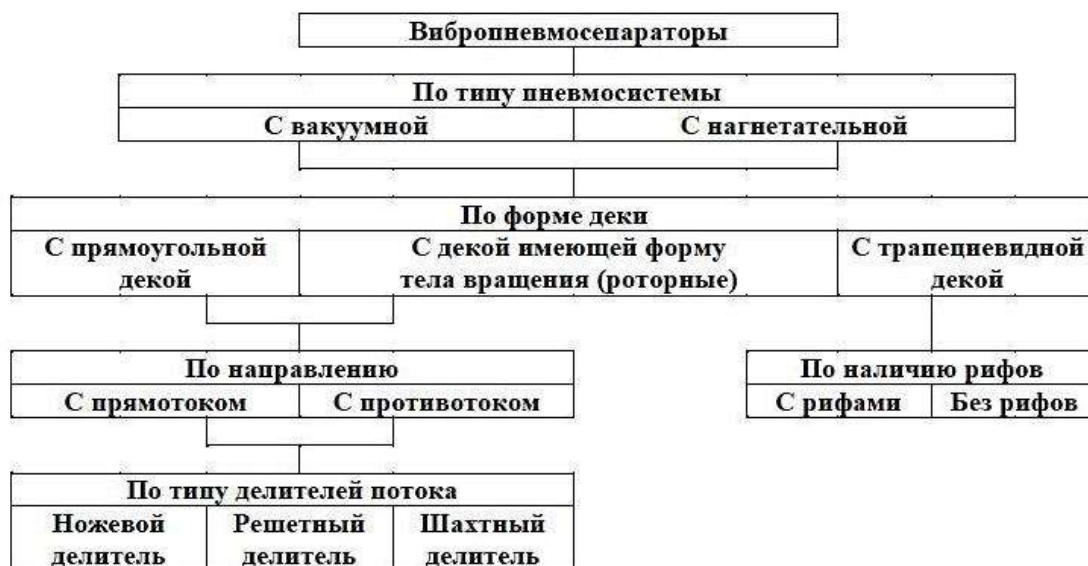 Вибропневмосепараторы
По типу пневмосистемы
С вакуумной
С нагнетательной
По форме деки
С прямоугольной
декой
С декой имеющей форму
тела вращения (роторные)
С трапециевидной
декой
По направлению
С прямотоком
С противотоком
По наличию рифов
С рифами
Без рифов
По типу делителей потока
Ножевой
делитель
Решетный
делитель
Шахтный
делитель